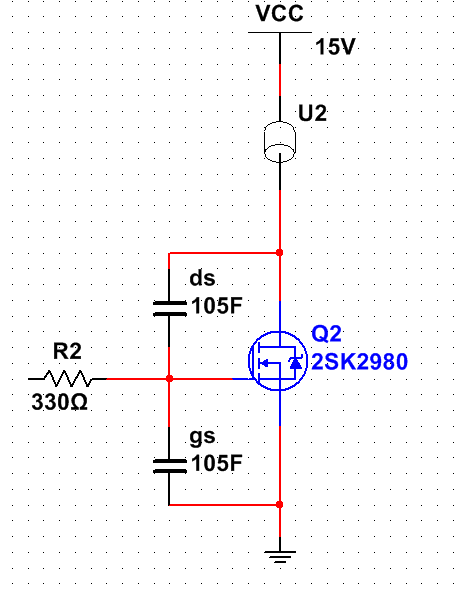 VCC
15V
U2
ds
105F
Q2
2SK2980
R2
330Ω
gs
105F